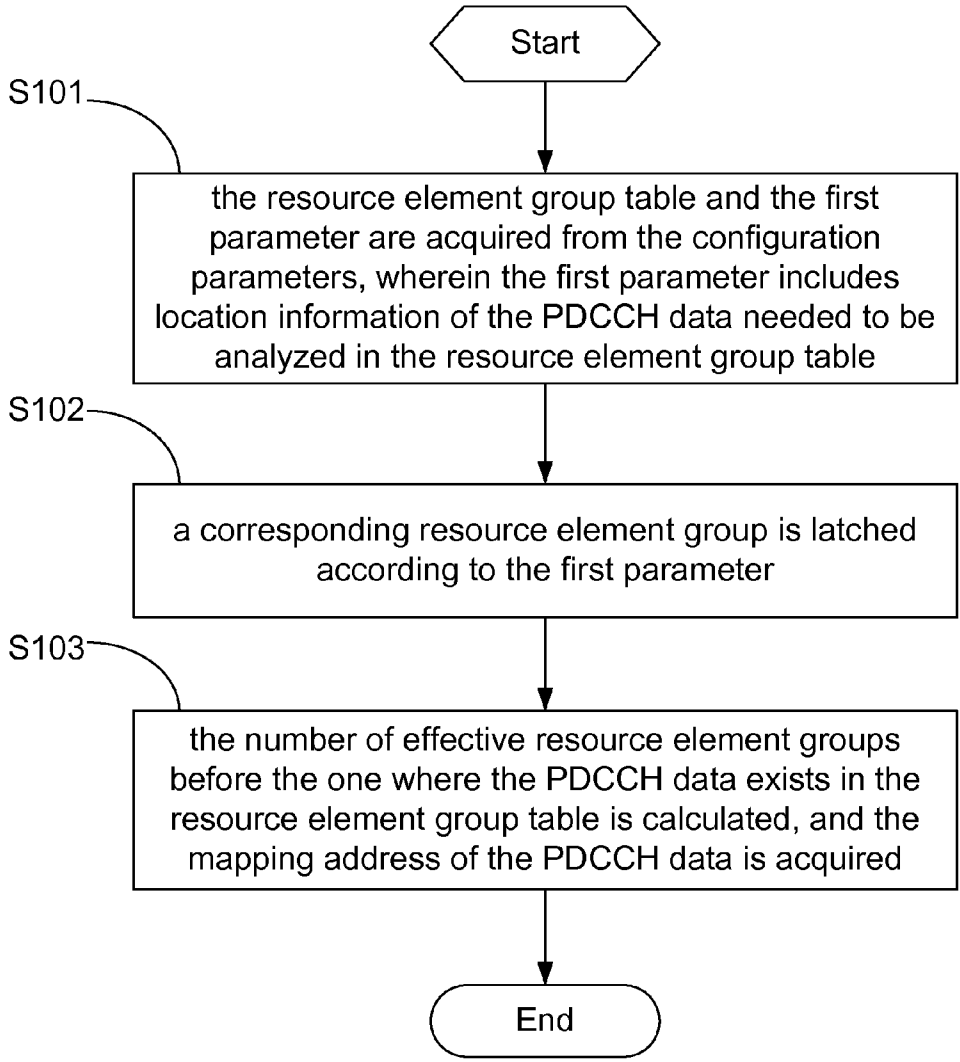 Start
S101
the resource element group table and the first
parameter are acquired from the configuration
parameters, wherein the first parameter includes
location information of the PDCCH data needed to be
analyzed in the resource element group table
S102
a corresponding resource element group is latched
according to the first parameter
S103
the number of effective resource element groups
before the one where the PDCCH data exists in the
resource element group table is calculated, and the
mapping address of the PDCCH data is acquired
End